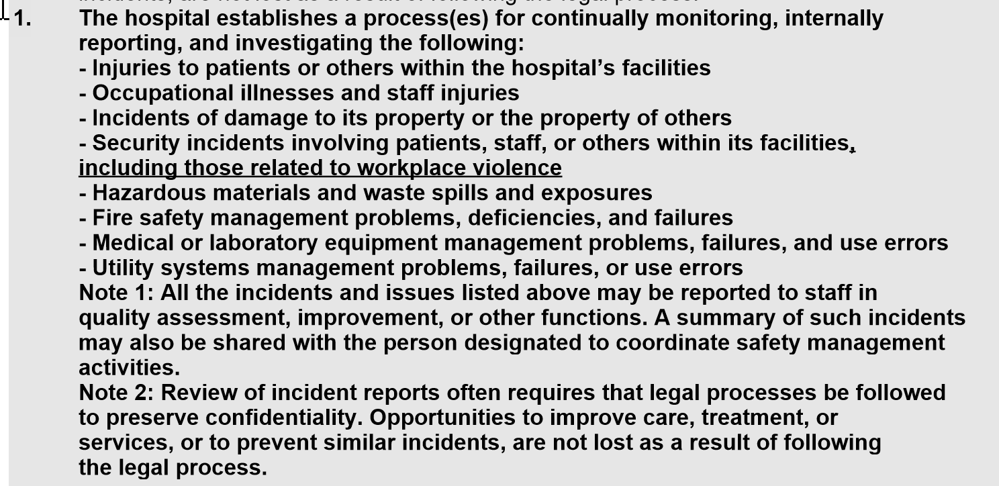 1. The hospital establishes a process(es) for continually monitoring, internally
reporting, and investigating the following:
- Injuries to patients or others within the hospital’s facilities
- Occupational illnesses and staff injuries
- Incidents of damage to its property or the property of others
- Security incidents involving patients, staff, or others within its facilities,
including those related to workplace violence
- Hazardous materials and waste spills and exposures
- Fire safety management problems, deficiencies, and failures
- Medical or laboratory equipment management problems, failures, and use errors
- Utility systems management problems, failures, or use errors
Note 1: All the incidents and issues listed above may be reported to staff in
quality assessment, improvement, or other functions. A summary of such incidents
may also be shared with the person designated to coordinate safety management
activities.
Note 2: Review of incident reports often requires that legal processes be followed
to preserve confidentiality. Opportunities to improve care, treatment, or
services, or to prevent similar incidents, are not lost as a result of following
the legal process.